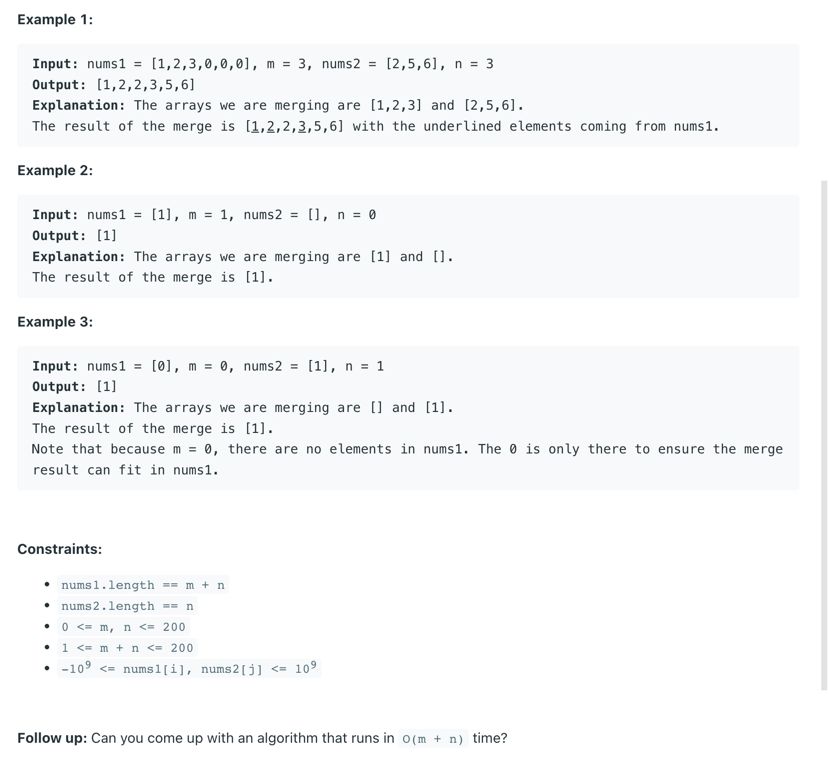 Example 1:
Input: nums1 = [1,2,3,0,0,0], m = 3, nums2 = [2,5,6], n = 3
Output: [1,2,2,3,5,6]
Explanation: The arrays we are merging are [1,2,3] and [2,5,6].
The result of the merge is [1,2,2,3,5,6] with the underlined elements coming from nums1.
Example 2:
Input: nums1 = [1], m = 1, nums2 = [], n = 0
Output: [1]
Explanation: The arrays we are merging are [1] and [].
The result of the merge is [1].
Example 3:
Input: nums1 = [0], m = 0, nums2 = [1], n = 1
Output: [1]
Explanation: The arrays we are merging are [] and [1].
The result of the merge is [1].
Note that because m = 0, there are no elements in nums1. The 0 is only there to ensure the merge
result can fit in nums1.
Constraints:
• nums1.length == m + n
• nums2.length == n
• 0 <= m, n <= 200
• 1 <= m + n <= 200
• -10⁹ <= nums1[i], nums2[j] <= 10⁹
Follow up: Can you come up with an algorithm that runs in O(m + n) time?